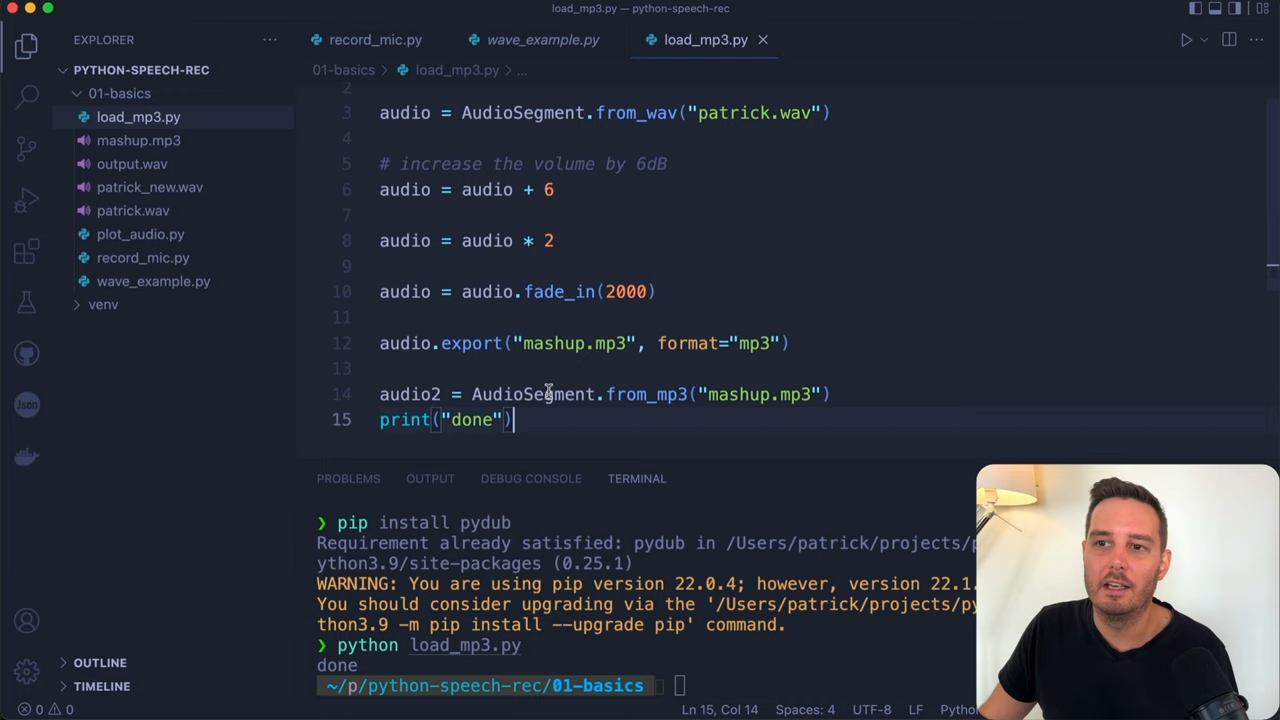 load_mp3.py — python-speech-rec
EXPLORER
record_mic.py
wave_example.py
load_mp3.py
PYTHON-SPEECH-REC
01-basics
load_mp3.py
mashup.mp3
output.wav
patrick_new.wav
patrick.wav
plot_audio.py
record_mic.py
wave_example.py
venv
OUTLINE
TIMELINE
01-basics
load_mp3.py
...
2
3 audio = AudioSegment.from_wav("patrick.wav")
4
5 # increase the volume by 6dB
6 audio = audio + 6
7
8 audio = audio * 2
9
10 audio = audio.fade_in(2000)
11
12 audio.export("mashup.mp3", format="mp3")
13
14 audio2 = AudioSegment.from_mp3("mashup.mp3")
15 print("done")
PROBLEMS OUTPUT DEBUG CONSOLE TERMINAL
❯ pip install pydub
Requirement already satisfied: pydub in /Users/patrick/projects/p
ython3.9/site-packages (0.25.1)
WARNING: You are using pip version 22.0.4; however, version 22.1.
You should consider upgrading via the '/Users/patrick/projects/py
thon3.9 -m pip install --upgrade pip' command.
❯ python load_mp3.py
done
~/p/python-speech-rec/01-basics
Json
0 0
Ln 15, Col 14 Spaces: 4 UTF-8 LF Pytho